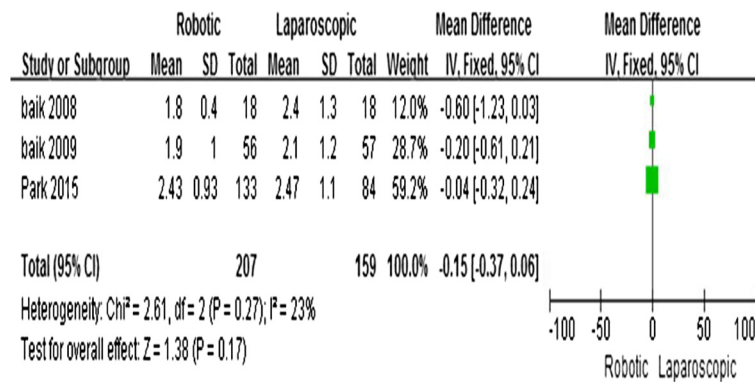 Robotic Laparoscopic Mean Difference Mean Difference
Study or Subgroup Mean SD Total Mean SD Total Weight IV, Fixed, 95% CI IV, Fixed, 95% CI
baik 2008 1.8 0.4 18 2.4 1.3 18 12.0% -0.60 [-1.23, 0.03]
baik 2009 1.9 1 56 2.1 1.2 57 28.7% -0.20 [-0.61, 0.21]
Park 2015 2.43 0.93 133 2.47 1.1 84 59.2% -0.04 [-0.32, 0.24]
Total (95% CI) 207 159 100.0% -0.15 [-0.37, 0.06]
Heterogeneity: Chi² = 2.61, df = 2 (P = 0.27); I² = 23%
Test for overall effect: Z = 1.38 (P = 0.17)
-100 -50 0 50 100
Robotic Laparoscopic